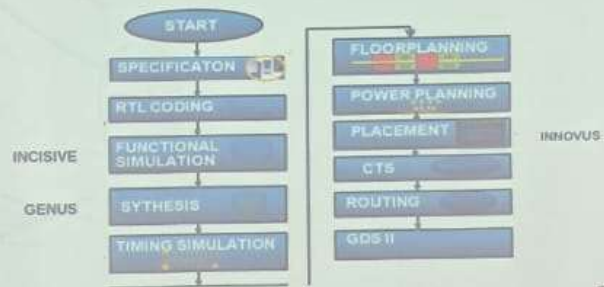 START
SPECIFICATON
RTL CODING
INCISIVE
FUNCTIONAL
SIMULATION
GENUS
SYTHESIS
TIMING SIMULATION
FLOORPLANNING
POWER PLANNING
PLACEMENT
INNOVUS
CTS
ROUTING
GDS II